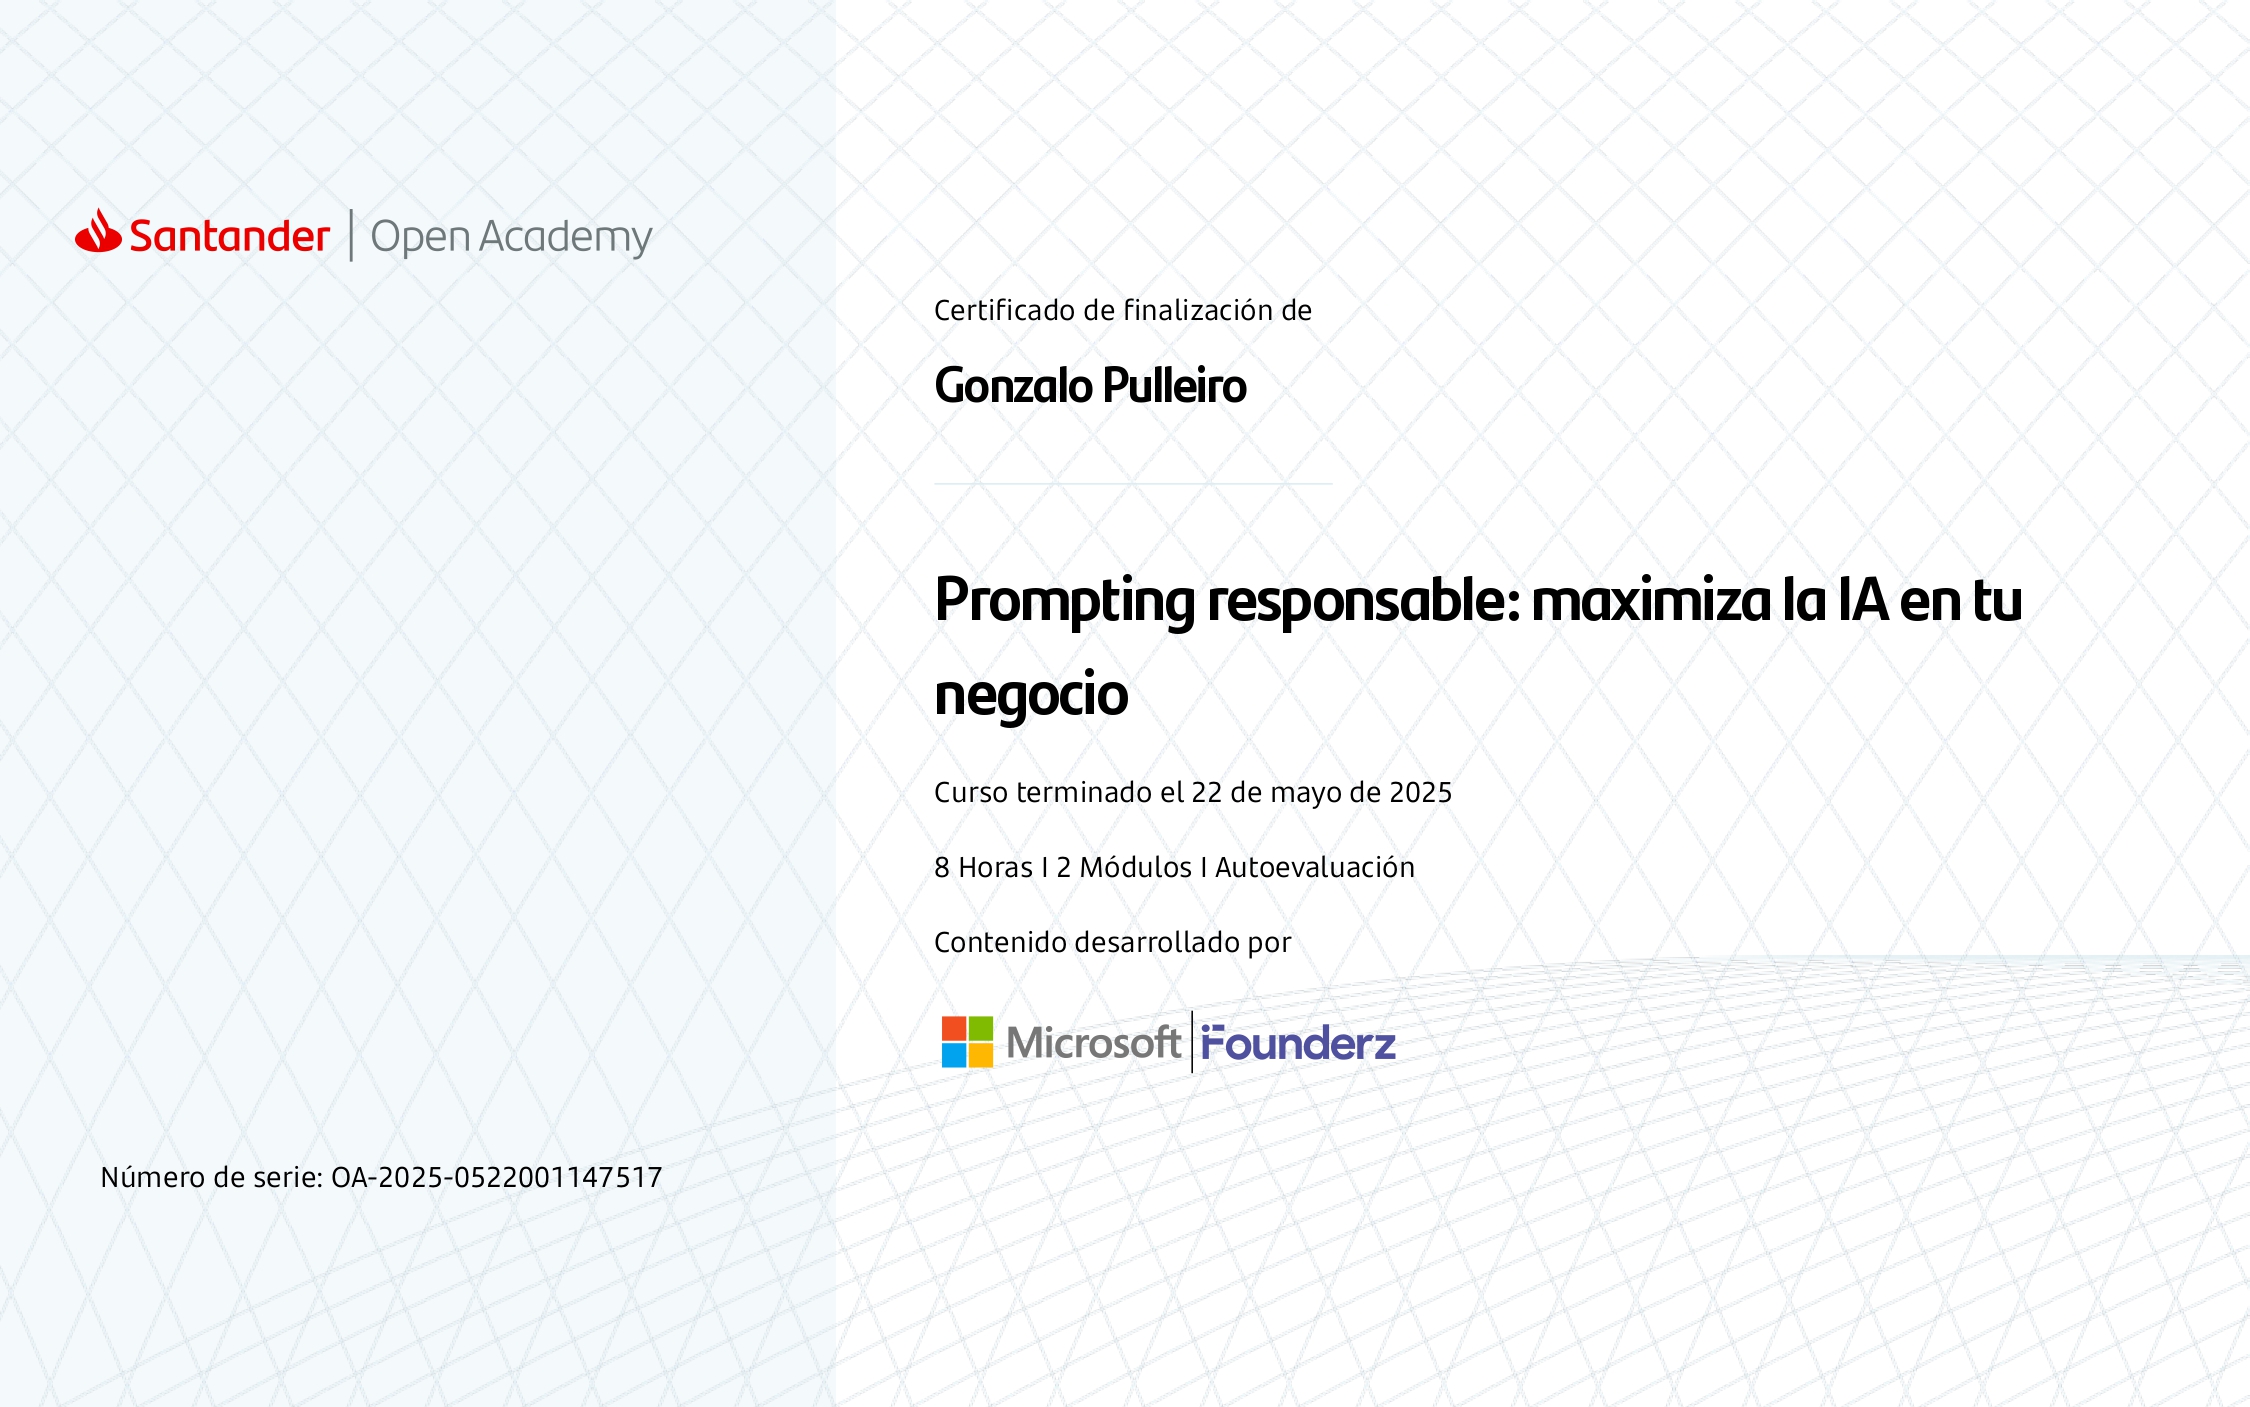 Santander | Open Academy
Certificado de finalización de
Gonzalo Pulleiro
Prompting responsable: maximiza la IA en tu
negocio
Curso terminado el 22 de mayo de 2025
8 Horas I 2 Módulos I Autoevaluación
Contenido desarrollado por
Microsoft | Founderz
Número de serie: OA-2025-0522001147517